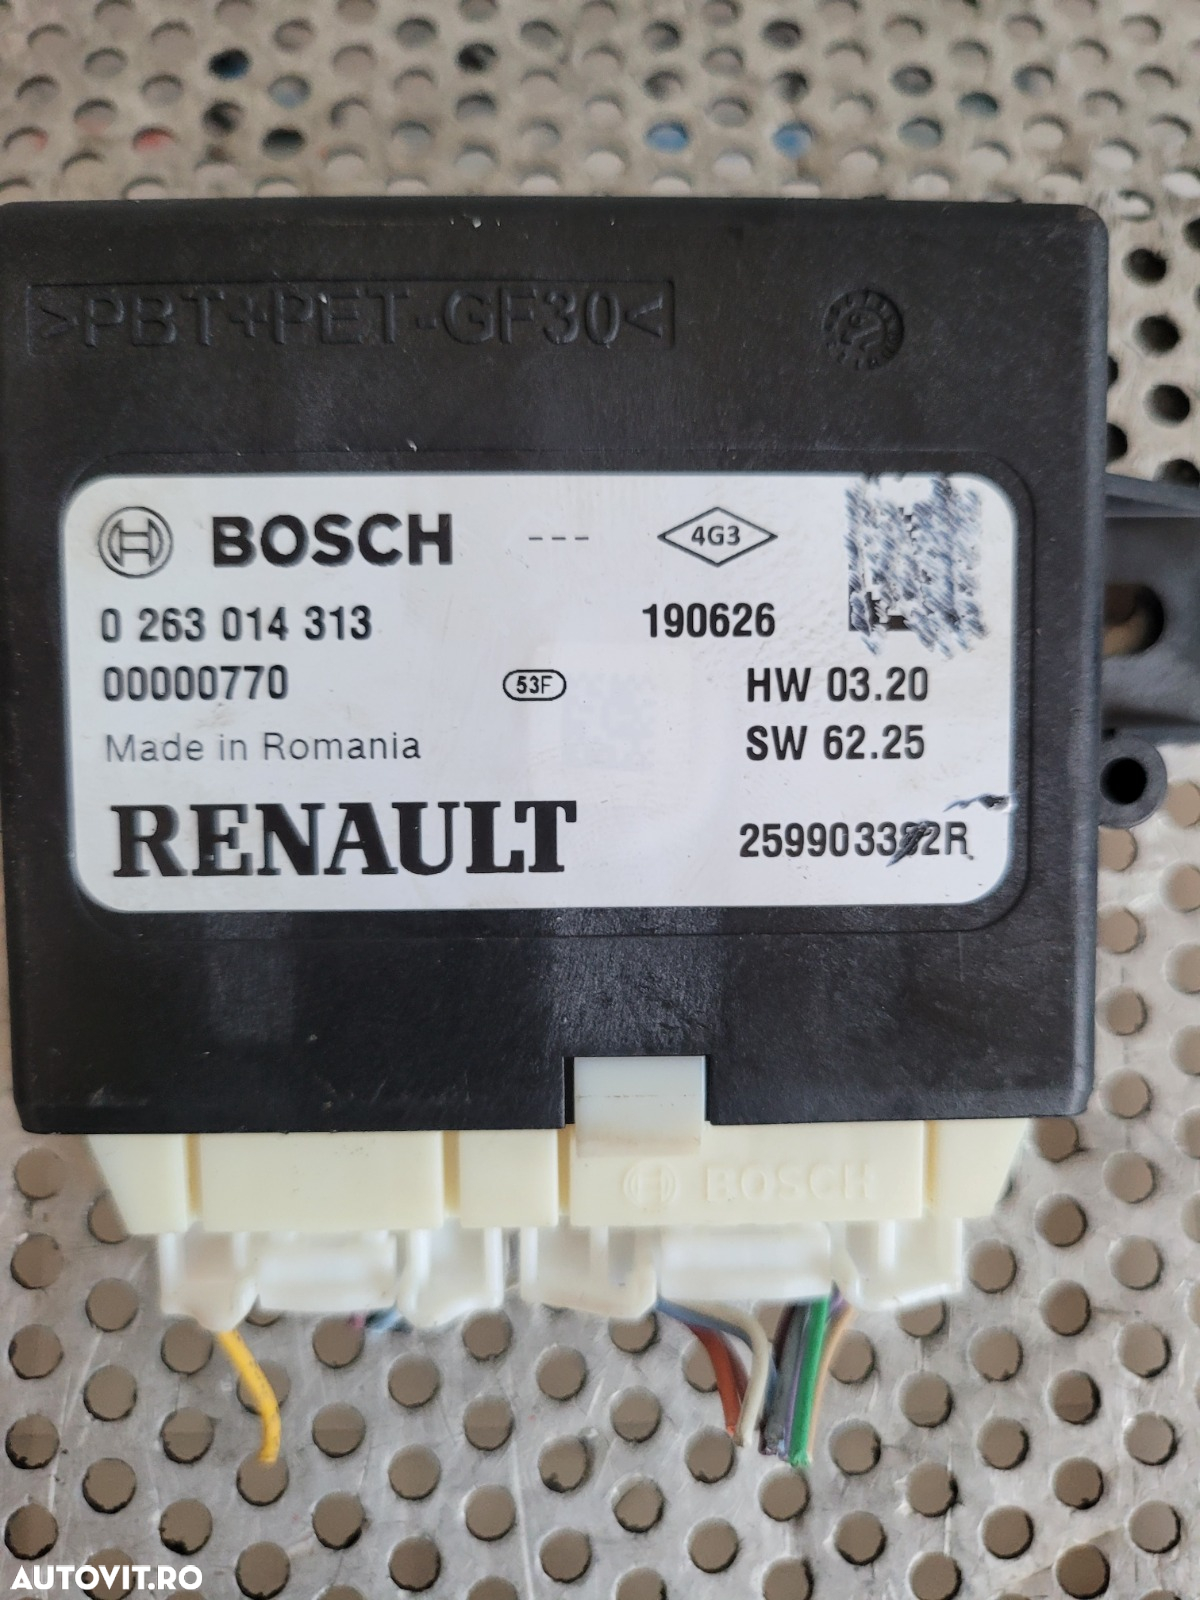 >PBT+PET-GF30<
BOSCH --- 4G3
0 263 014 313 190626
00000770 53F HW 03.20
Made in Romania SW 62.25
RENAULT
BOSCH
AUTOVIT.RO